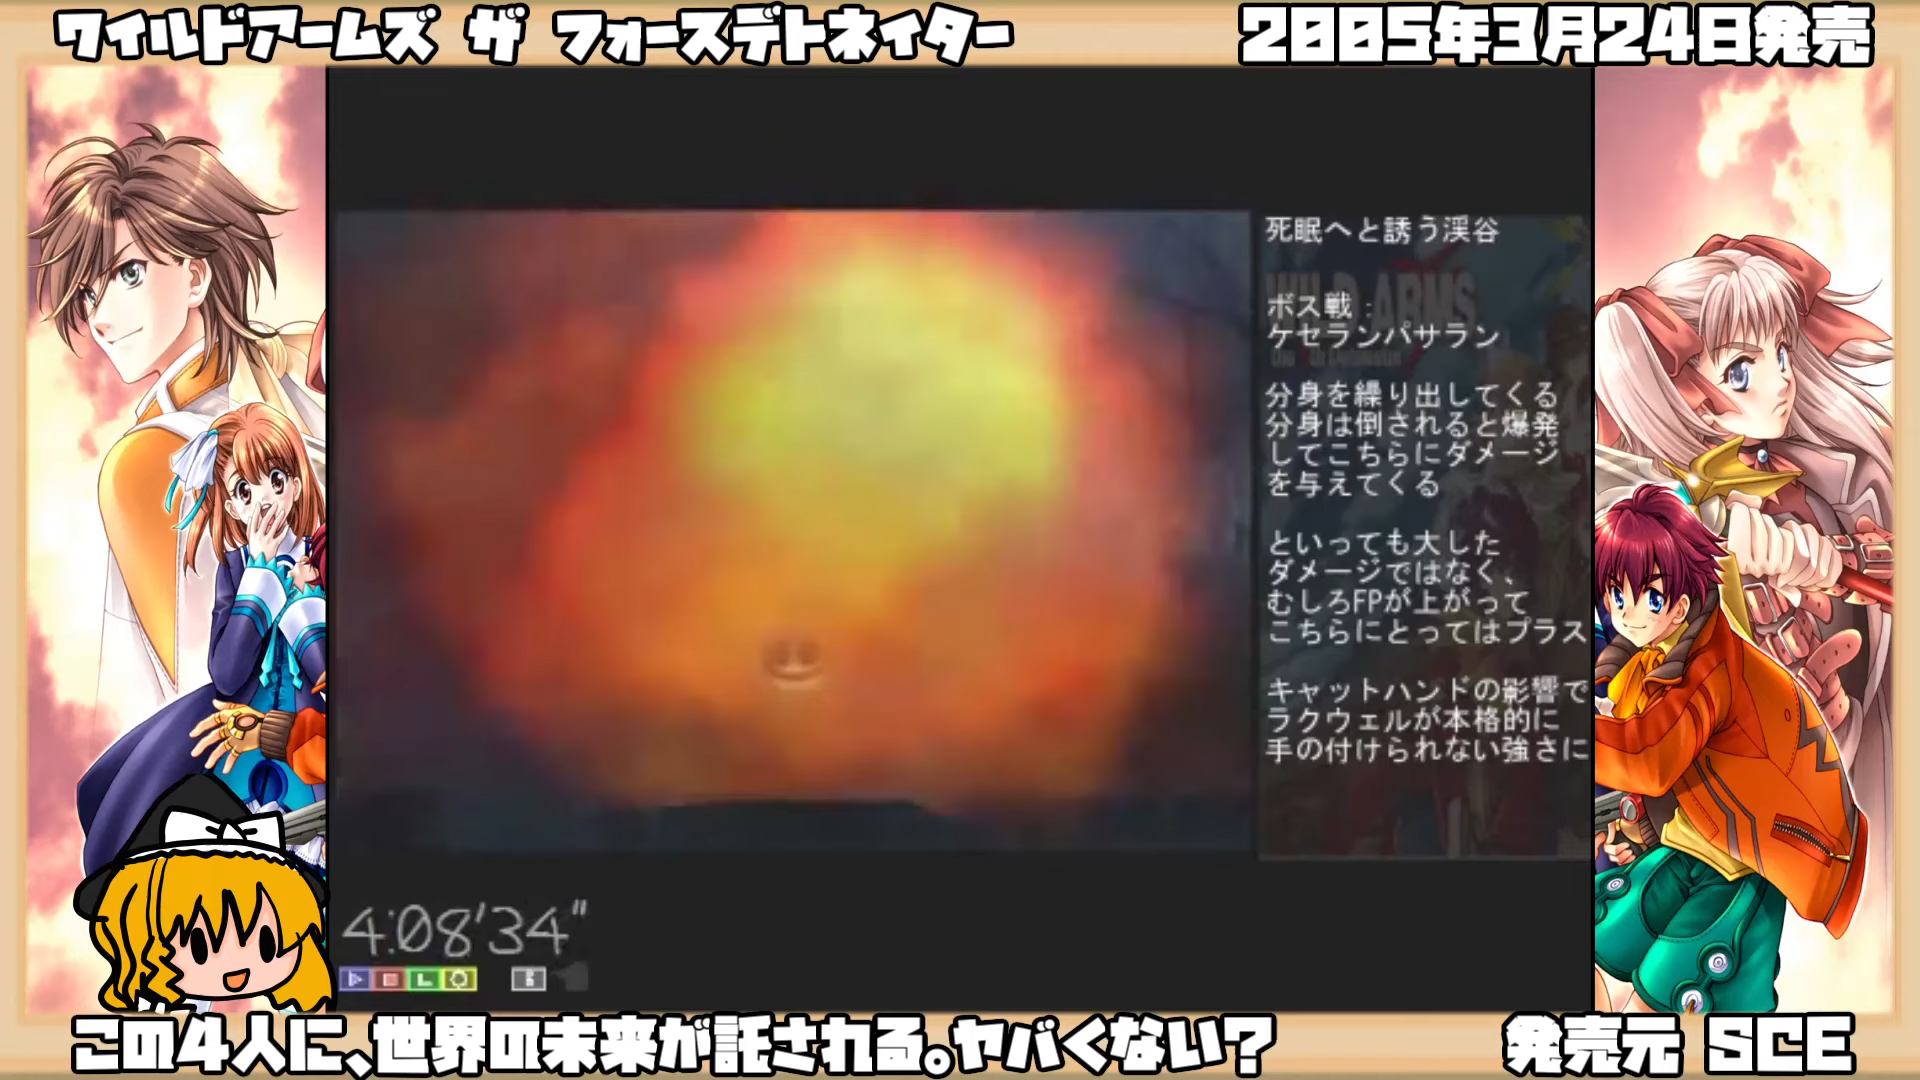 ワイルドアームズ ザ フォースデトネイター
2005年3月24日発売
死眠へと誘う渓谷
WILD ARMS
ボス戦:
ケセランパサラン
分身を繰り出してくる
分身は倒されると爆発
してこちらにダメージ
を与えてくる
といっても大した
ダメージではなく、
むしろFPが上がって
こちらにとってはプラス
キャットハンドの影響で
ラクウェルが本格的に
手の付けられない強さに
4:08'34"
この4人に、世界の未来が託される。ヤバくない?
発売元 SCE